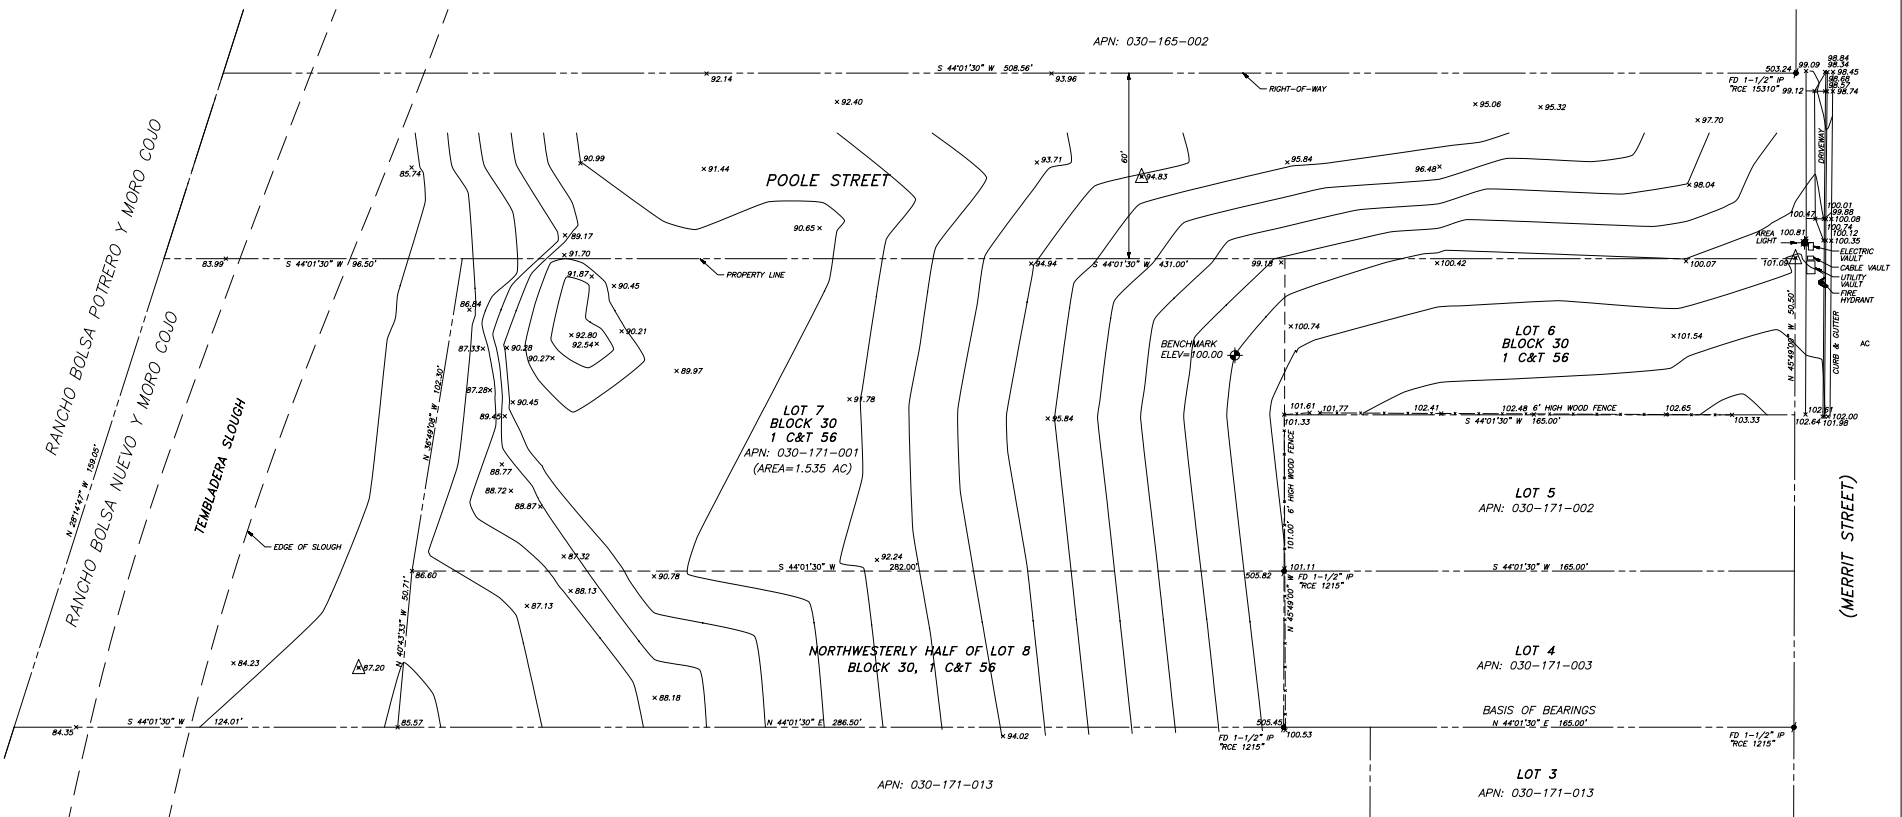 APN: 030-165-002
S 44°01'30" W 508.56'
92.14
93.96
RIGHT-OF-WAY
503.24
FD 1-1/2" IP
"RCE 15310"
99.09
98.84
98.34
98.45
98.68
98.57
99.12
98.74
92.40
95.06
95.32
97.70
DRIVEWAY
60'
85.74
90.99
91.44
93.71
94.83
95.84
96.48
98.04
POOLE STREET
RANCHO BOLSA POTRERO Y MORO COJO
RANCHO BOLSA NUEVO Y MORO COJO
N 28°14'47" W 159.05'
TEMBLADERA SLOUGH
EDGE OF SLOUGH
89.17
90.65
100.01
99.88
100.47
100.08
100.74
100.12
100.81
100.35
AREA
LIGHT
ELECTRIC
VAULT
CABLE VAULT
UTILITY
VAULT
FIRE
HYDRANT
83.99
S 44°01'30" W 96.50'
91.70
91.87
PROPERTY LINE
94.94
S 44°01'30" W 431.00'
99.18
100.42
100.07
101.09
90.45
86.84
90.21
92.80
92.54
87.33
90.28
90.27
89.97
BENCHMARK
ELEV=100.00
100.74
LOT 6
BLOCK 30
1 C&T 56
101.54
N 45°49'00" W 50.50'
CURB & GUTTER
AC
N 36°49'08" W 102.30'
87.28
90.45
89.45
LOT 7
BLOCK 30
1 C&T 56
APN: 030-171-001
(AREA=1.535 AC)
91.78
95.84
101.61
101.77
102.41
102.48
6' HIGH WOOD FENCE
102.65
103.33
102.61
102.00
101.33
S 44°01'30" W 165.00'
102.64
101.98
88.77
88.72
88.87
6' HIGH WOOD FENCE
101.00'
N 45°49'00" W
LOT 5
APN: 030-171-002
(MERRIT STREET)
87.32
92.24
86.60
90.78
S 44°01'30" W 282.00'
505.82
101.11
FD 1-1/2" IP
"RCE 1215"
S 44°01'30" W 165.00'
N 40°43'33" W 50.71'
88.13
87.13
84.23
87.20
88.18
NORTHWESTERLY HALF OF LOT 8
BLOCK 30, 1 C&T 56
LOT 4
APN: 030-171-003
BASIS OF BEARINGS
N 44°01'30" E 165.00'
84.35
S 44°01'30" W 124.01'
85.57
N 44°01'30" E 286.50'
94.02
505.45
100.53
FD 1-1/2" IP
"RCE 1215"
FD 1-1/2" IP
"RCE 1215"
APN: 030-171-013
LOT 3
APN: 030-171-013